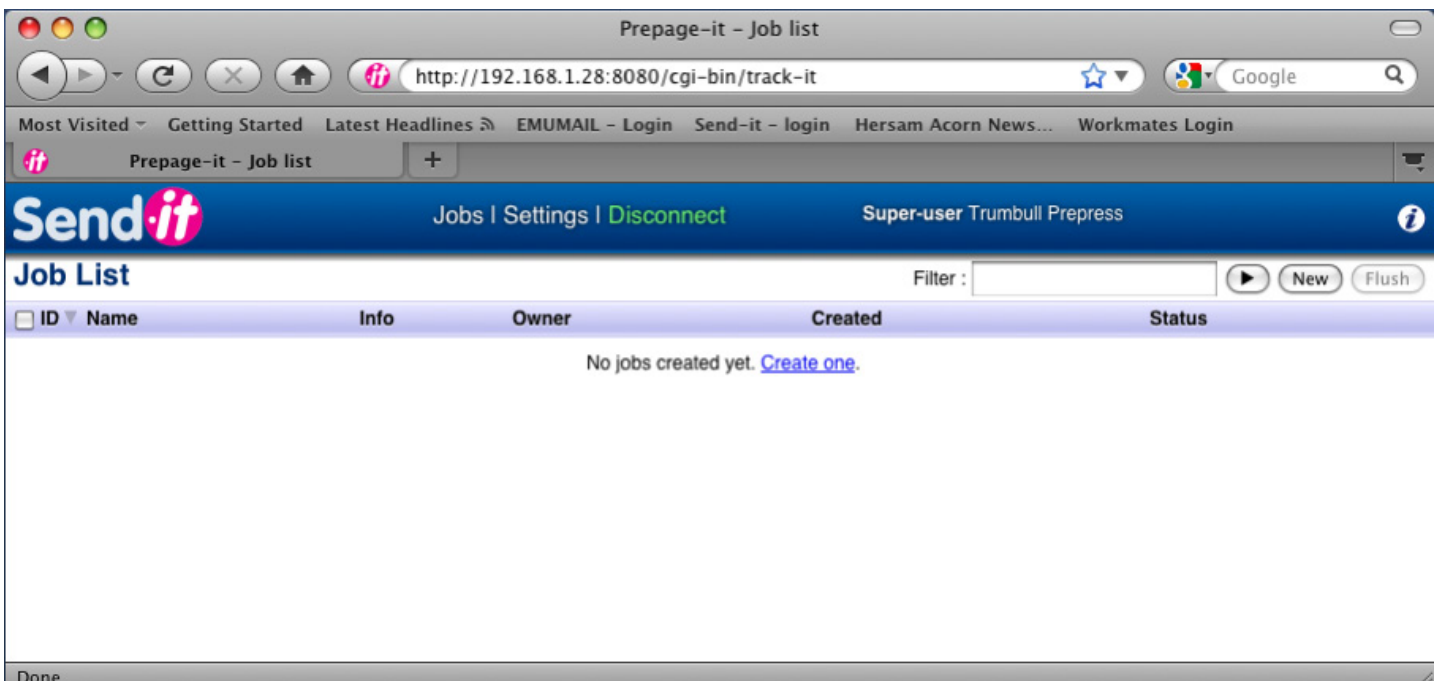 Prepage-it – Job list
http://192.168.1.28:8080/cgi-bin/track-it
Google
Most Visited Getting Started Latest Headlines EMUMAIL – Login Send-it – login Hersam Acorn News... Workmates Login
it Prepage-it – Job list +
Send-it Jobs | Settings | Disconnect Super-user Trumbull Prepress i
Job List Filter : New Flush
ID Name Info Owner Created Status
No jobs created yet. Create one.
Done